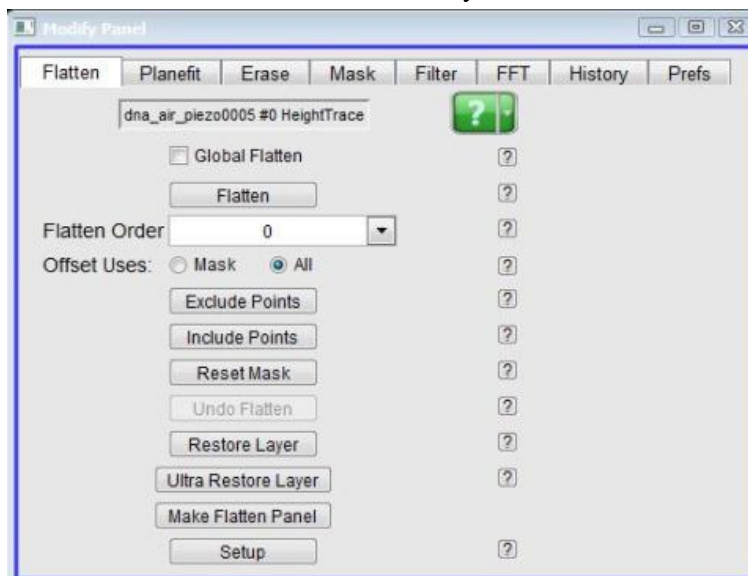 Modify Panel
Flatten Planefit Erase Mask Filter FFT History Prefs
dna_air_piezo0005 #0 HeightTrace ?
Global Flatten ?
Flatten ?
Flatten Order 0 ?
Offset Uses: Mask All ?
Exclude Points ?
Include Points ?
Reset Mask ?
Undo Flatten ?
Restore Layer ?
Ultra Restore Layer ?
Make Flatten Panel
Setup ?